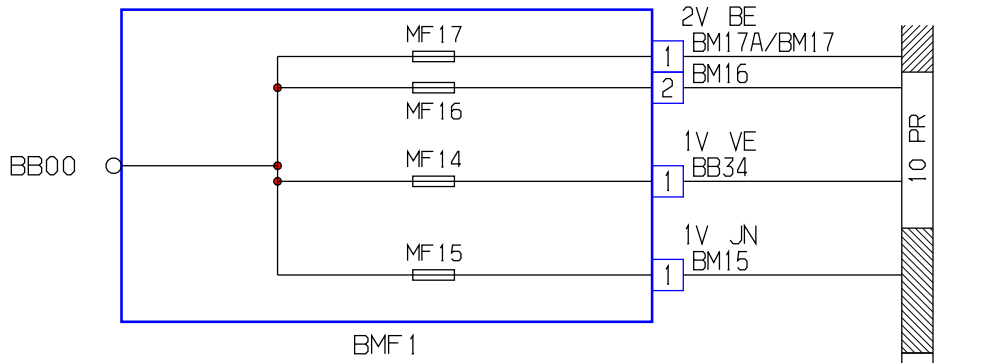 2V BE
MF17
BM17A/BM17
1
BM16
2
MF16
10 PR
1V VE
MF14
BB34
BB00
1
1V JN
MF15
BM15
1
BMF1